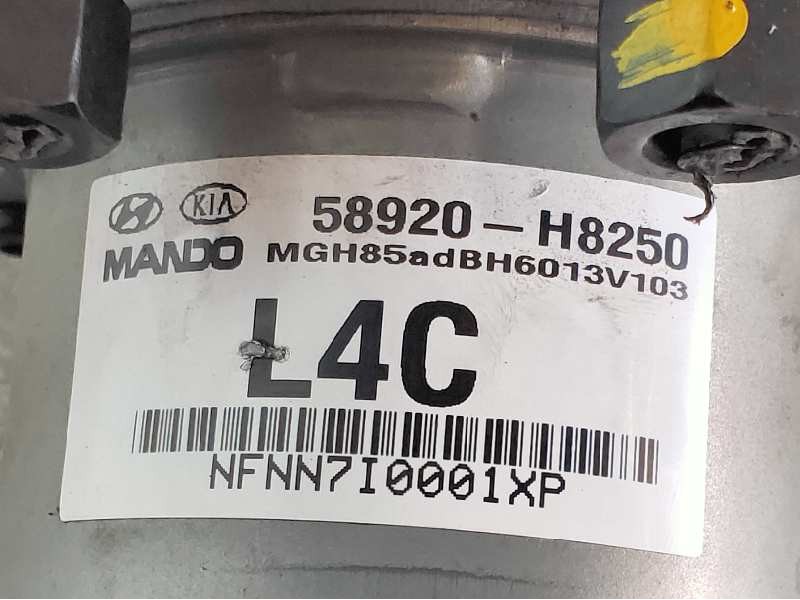 KIA 58920-H8250
MANDO MGH85adBH6013V103
L4C
NFNN7I0001XP